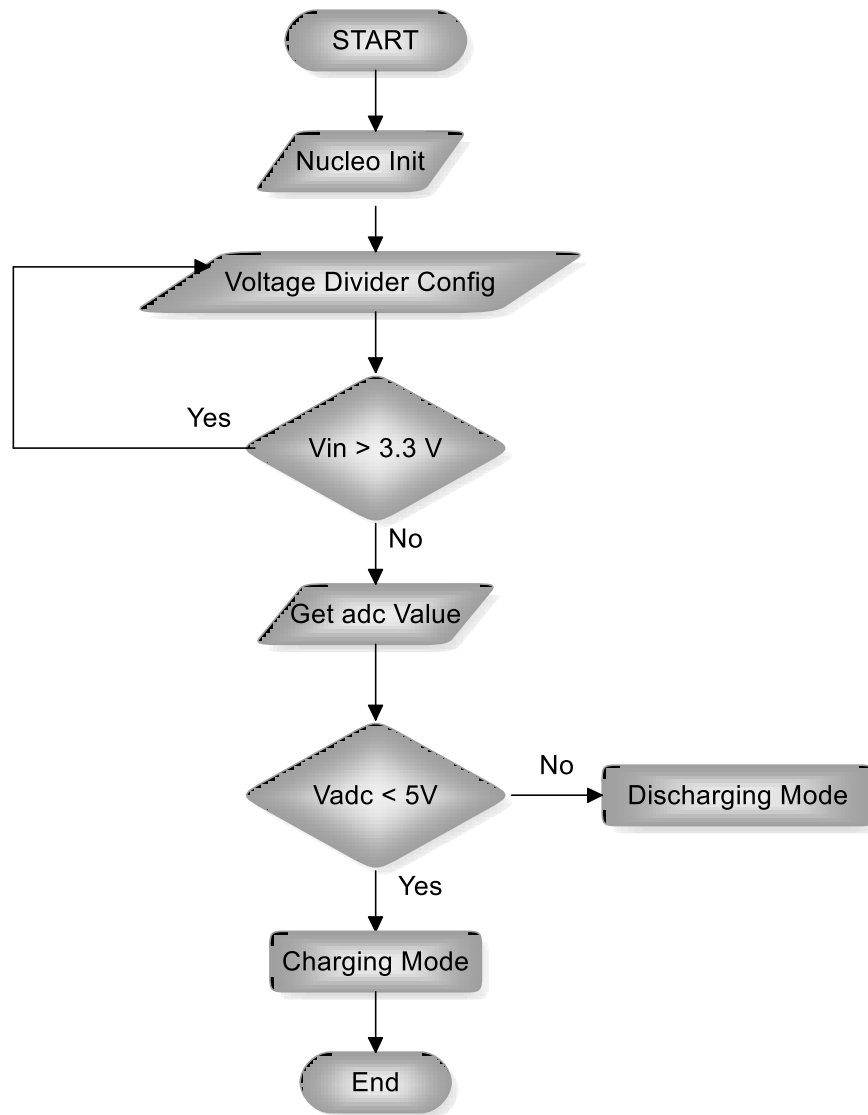 START
Nucleo Init
Voltage Divider Config
Yes
Vin > 3.3 V
No
Get adc Value
Vadc < 5V
No
Discharging Mode
Yes
Charging Mode
End